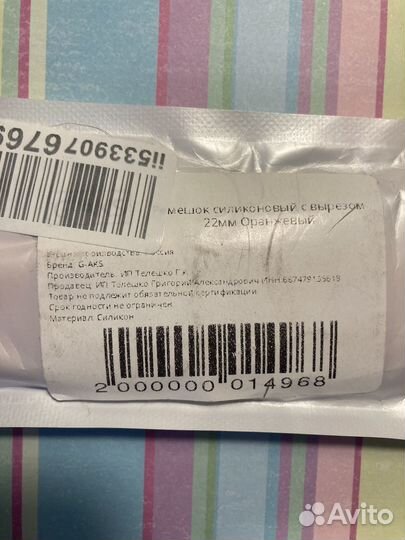 ii5339076769
мешок силиконовый с вырезом
22мм Оранжевый
Бренд: G-AKS
Производитель: ИП Телешко Г.А
Продавец: ИП Телешко Григорий Александрович ИНН:
Товар не подлежит обязательной сертификации
Срок годности не ограничен
Материал: Силикон
2 000000 014968
Avito